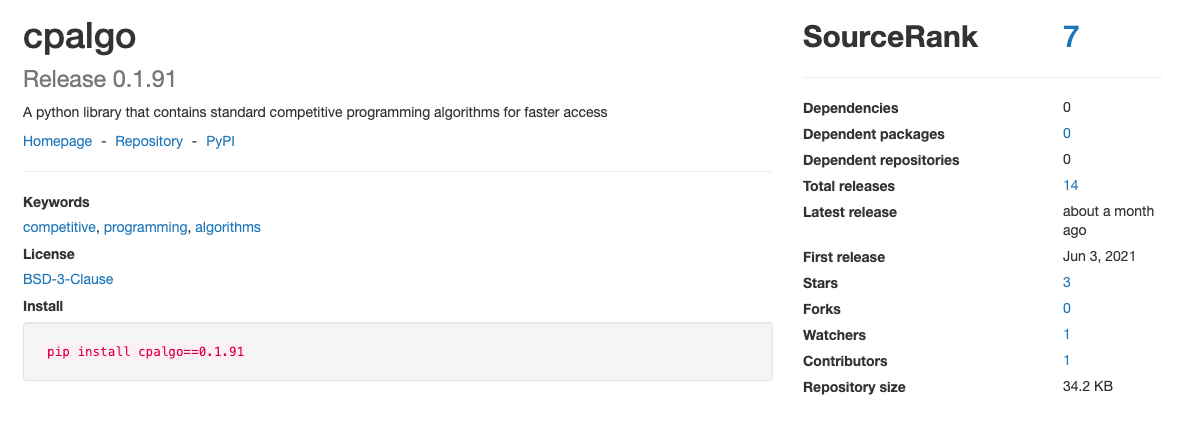 cpalgo
Release 0.1.91
A python library that contains standard competitive programming algorithms for faster access
Homepage - Repository - PyPI
Keywords
competitive, programming, algorithms
License
BSD-3-Clause
Install
pip install cpalgo==0.1.91
SourceRank 7
Dependencies 0
Dependent packages 0
Dependent repositories 0
Total releases 14
Latest release about a month
ago
First release Jun 3, 2021
Stars 3
Forks 0
Watchers 1
Contributors 1
Repository size 34.2 KB